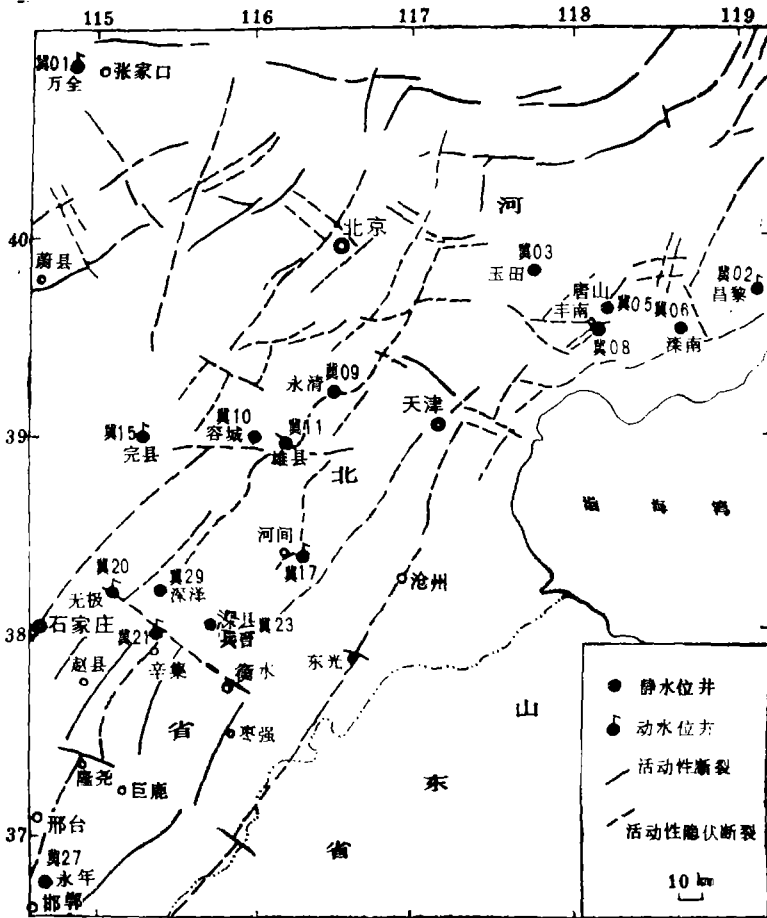 115 116 117 118 119
冀01
万全
张家口
河
北京
40
蔚县
冀03
玉田
冀02
昌黎
唐山
丰南
冀05
冀06
冀08
滦南
冀09
永清
天津
冀10
容城
冀11
雄县
39
冀15
完县
北
渤海湾
河间
冀17
冀20
无极
冀29
深泽
沧州
石家庄
38
冀21
辛集
冀23
赵县
衡水
东光
省
枣强
山
隆尧
巨鹿
东
邢台
37
省
冀27
永年
邯郸
静水位井
动水位井
活动性断裂
活动性隐伏断裂
10 km